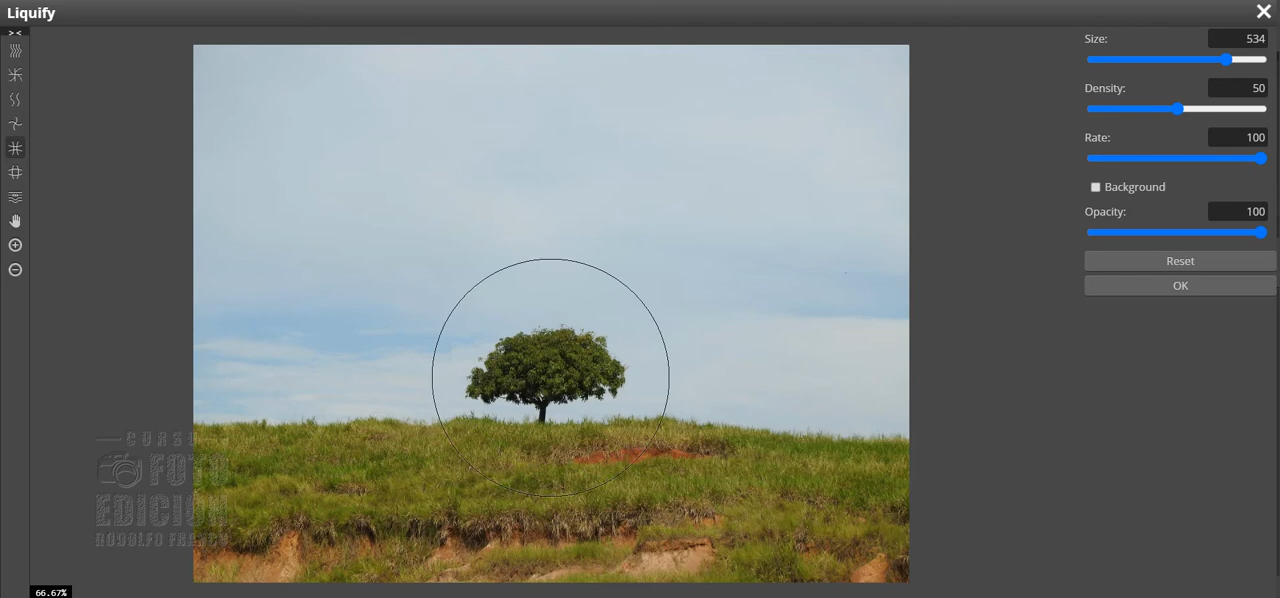 Liquify
Size: 534
Density: 50
Rate: 100
Background
Opacity: 100
Reset
OK
CURSO
FOTO
EDICION
RODOLFO FRANCO
66.67%